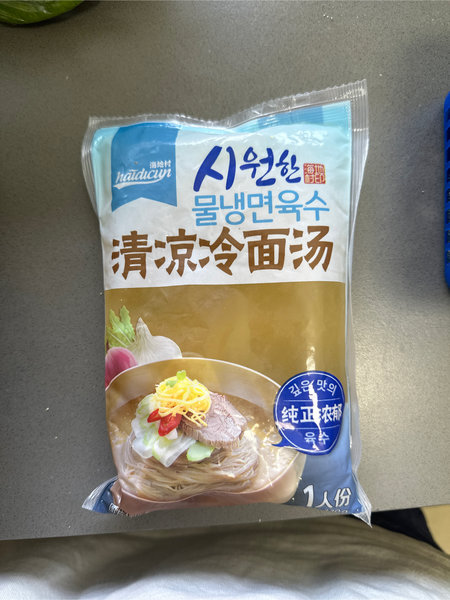 海地村
haidicun
시원한
물냉면육수
清凉冷面汤
깊은 맛의
纯正浓郁
육수
1人份